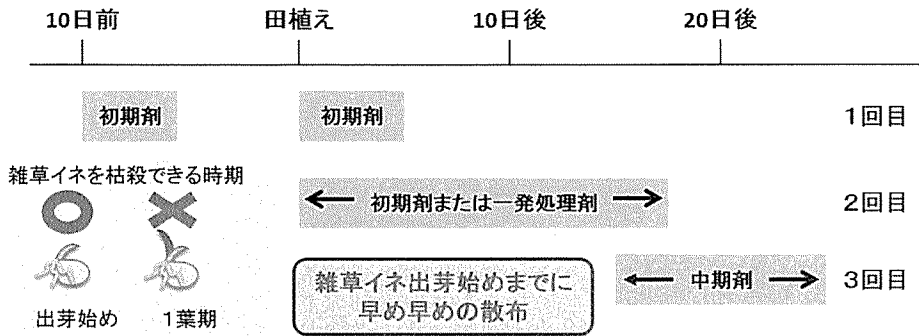 10日前 田植え 10日後 20日後
初期剤 初期剤 1回目
雑草イネを枯殺できる時期
初期剤または一発処理剤 2回目
雑草イネ出芽始めまでに
早め早めの散布
中期剤 3回目
出芽始め 1葉期